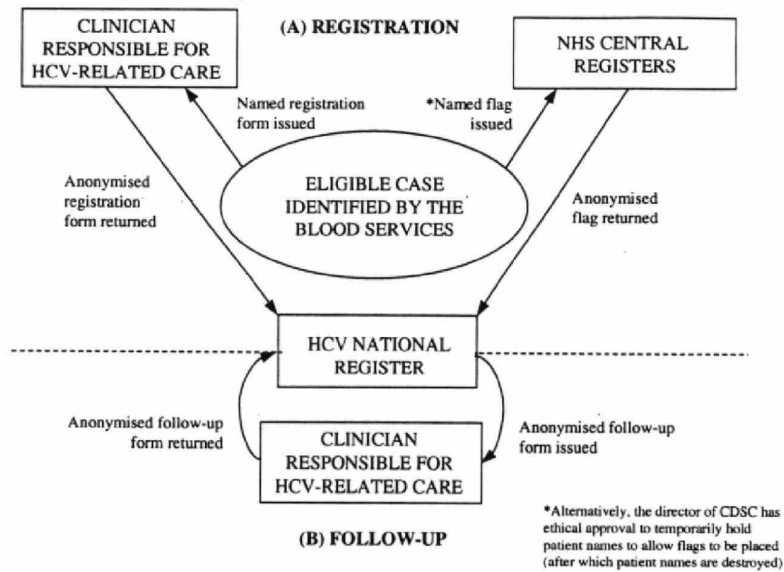 (A) REGISTRATION
CLINICIAN
RESPONSIBLE FOR
HCV-RELATED CARE
NHS CENTRAL
REGISTERS
Named registration
form issued
*Named flag
issued
ELIGIBLE CASE
IDENTIFIED BY THE
BLOOD SERVICES
Anonymised
registration
form returned
Anonymised
flag returned
HCV NATIONAL
REGISTER
Anonymised follow-up
form returned
Anonymised follow-up
form issued
CLINICIAN
RESPONSIBLE FOR
HCV-RELATED CARE
(B) FOLLOW-UP
*Alternatively, the director of CDSC has
ethical approval to temporarily hold
patient names to allow flags to be placed
(after which patient names are destroyed)